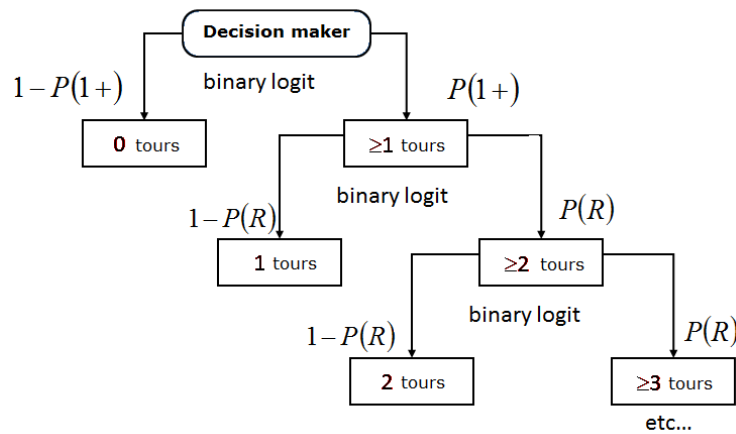 Decision maker
1 – P(1+)
binary logit
P(1+)
0 tours
≥1 tours
binary logit
1 – P(R)
P(R)
1 tours
≥2 tours
binary logit
1 – P(R)
P(R)
2 tours
≥3 tours
etc...